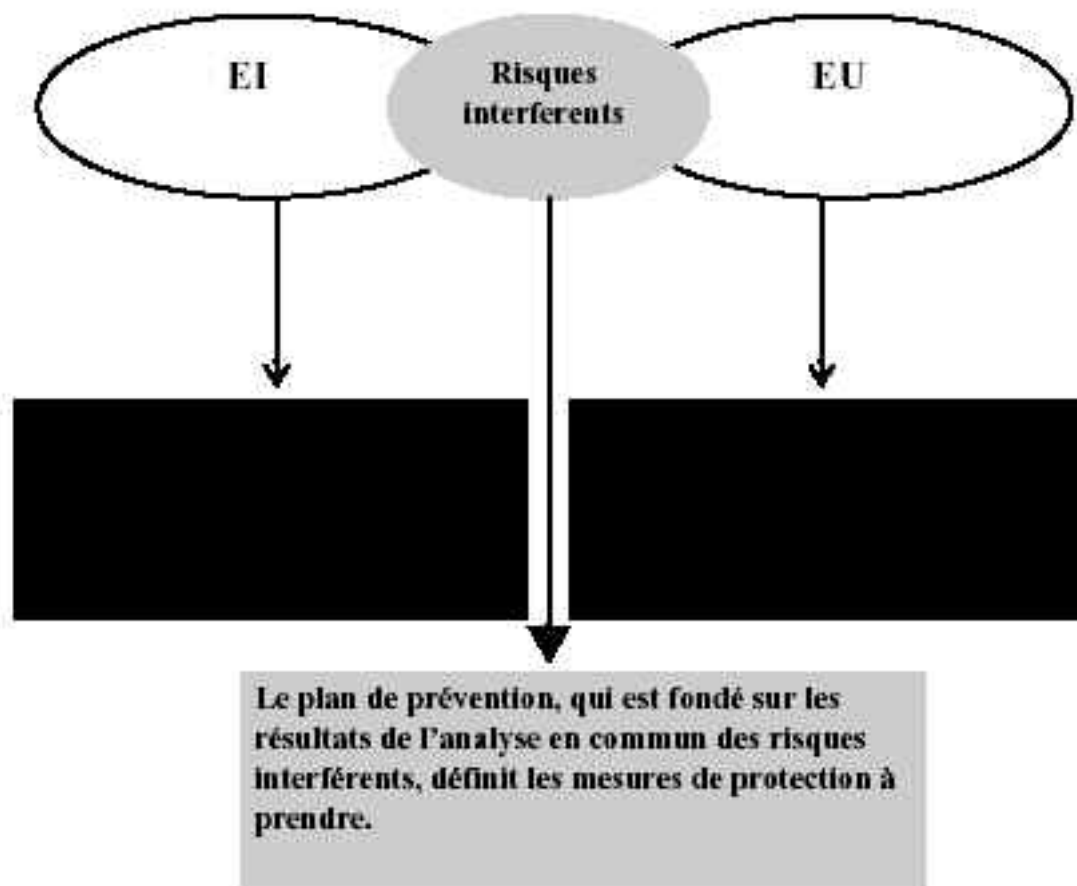 EI
Risques
interferents
EU
Le plan de prévention, qui est fondé sur les
résultats de l'analyse en commun des risques
interférents, définit les mesures de protection à
prendre.